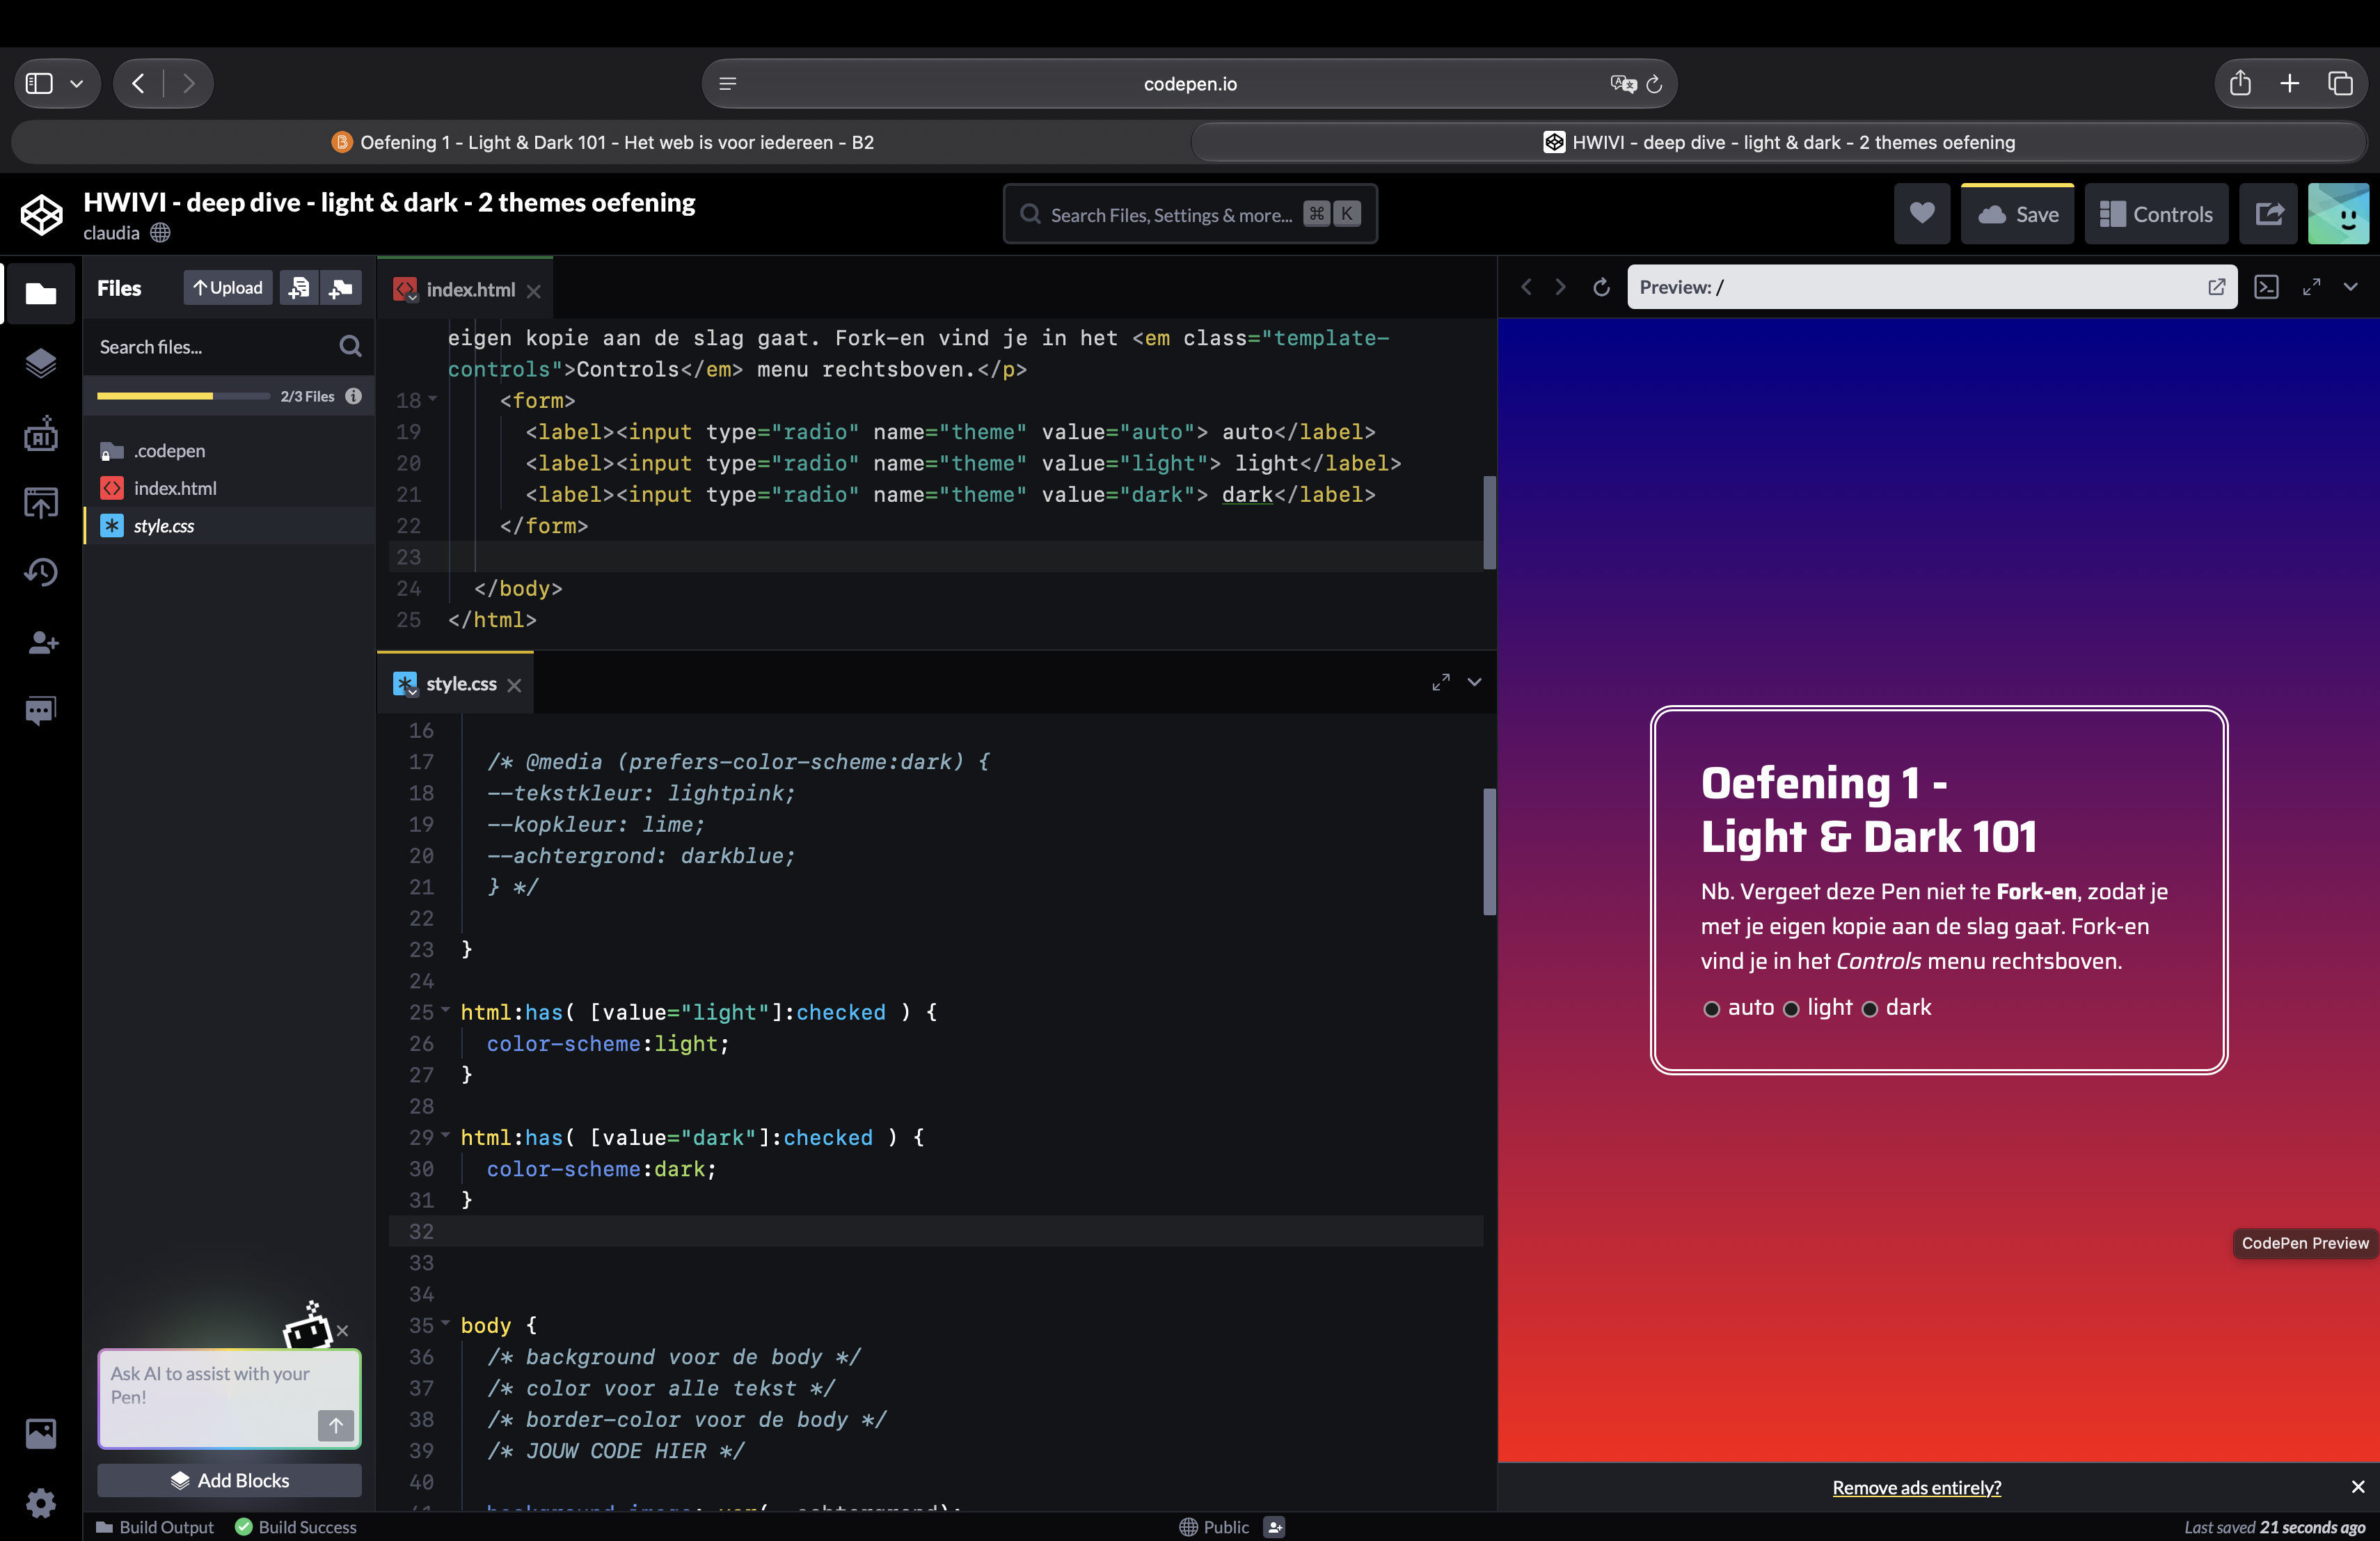 codepen.io
Oefening 1 - Light & Dark 101 - Het web is voor iedereen - B2
HWIVI - deep dive - light & dark - 2 themes oefening
HWIVI - deep dive - light & dark - 2 themes oefening
claudia
Search Files, Settings & more... ⌘ K
Save
Controls
Files
Upload
Search files...
2/3 Files
.codepen
index.html
style.css
Ask AI to assist with your
Pen!
Add Blocks
index.html
eigen kopie aan de slag gaat. Fork-en vind je in het <em class="template-
controls">Controls</em> menu rechtsboven.</p>
18 <form>
19 <label><input type="radio" name="theme" value="auto"> auto</label>
20 <label><input type="radio" name="theme" value="light"> light</label>
21 <label><input type="radio" name="theme" value="dark"> dark</label>
22 </form>
23
24 </body>
25 </html>
style.css
16
17 /* @media (prefers-color-scheme:dark) {
18 --tekstkleur: lightpink;
19 --kopkleur: lime;
20 --achtergrond: darkblue;
21 } */
22
23 }
24
25 html:has( [value="light"]:checked ) {
26 color-scheme:light;
27 }
28
29 html:has( [value="dark"]:checked ) {
30 color-scheme:dark;
31 }
32
33
34
35 body {
36 /* background voor de body */
37 /* color voor alle tekst */
38 /* border-color voor de body */
39 /* JOUW CODE HIER */
40
Preview: /
Oefening 1 -
Light & Dark 101
Nb. Vergeet deze Pen niet te Fork-en, zodat je
met je eigen kopie aan de slag gaat. Fork-en
vind je in het Controls menu rechtsboven.
auto light dark
CodePen Preview
Remove ads entirely?
Build Output
Build Success
Public
Last saved 21 seconds ago